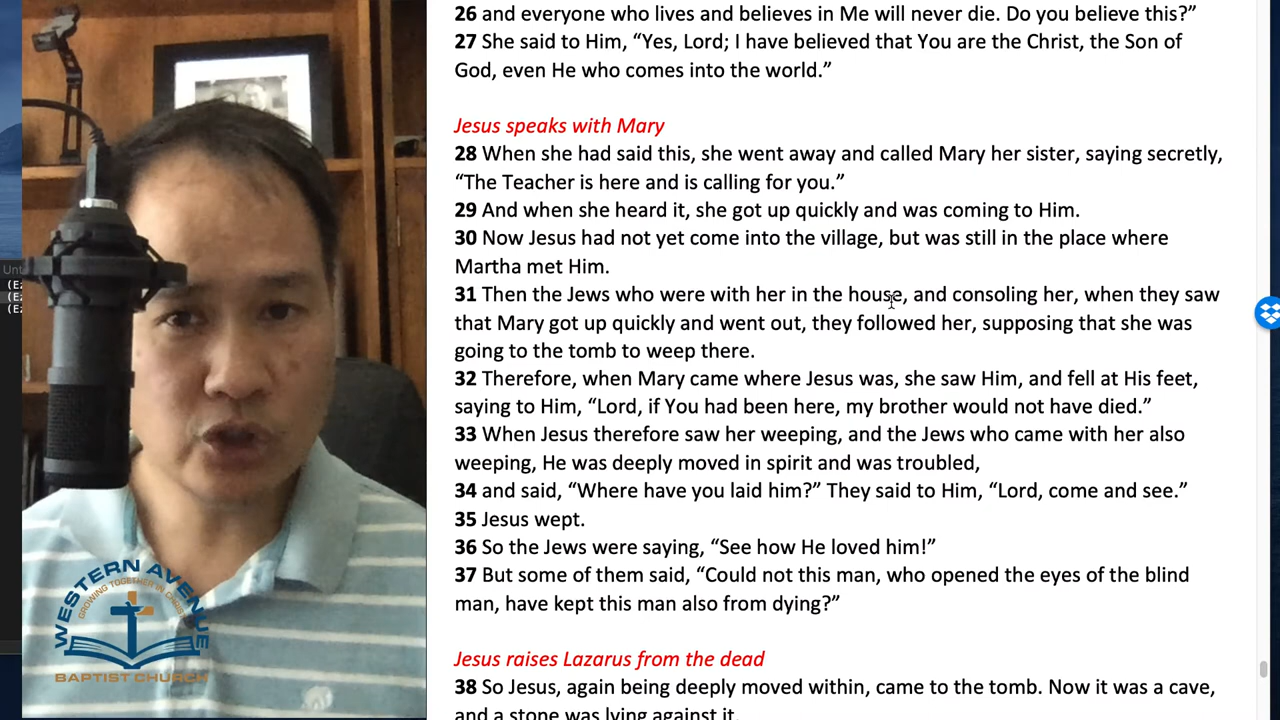 26 and everyone who lives and believes in Me will never die. Do you believe this?”
27 She said to Him, “Yes, Lord; I have believed that You are the Christ, the Son of
God, even He who comes into the world.”
Jesus speaks with Mary
28 When she had said this, she went away and called Mary her sister, saying secretly,
“The Teacher is here and is calling for you.”
29 And when she heard it, she got up quickly and was coming to Him.
30 Now Jesus had not yet come into the village, but was still in the place where
Martha met Him.
31 Then the Jews who were with her in the house, and consoling her, when they saw
that Mary got up quickly and went out, they followed her, supposing that she was
going to the tomb to weep there.
32 Therefore, when Mary came where Jesus was, she saw Him, and fell at His feet,
saying to Him, “Lord, if You had been here, my brother would not have died.”
33 When Jesus therefore saw her weeping, and the Jews who came with her also
weeping, He was deeply moved in spirit and was troubled,
34 and said, “Where have you laid him?” They said to Him, “Lord, come and see.”
35 Jesus wept.
36 So the Jews were saying, “See how He loved him!”
37 But some of them said, “Could not this man, who opened the eyes of the blind
man, have kept this man also from dying?”
Jesus raises Lazarus from the dead
38 So Jesus, again being deeply moved within, came to the tomb. Now it was a cave,
and a stone was lying against it.
Unt
(Ez
(Ez
(Ez
WESTERN AVENUE
GROWING TOGETHER IN CHRIST
BAPTIST CHURCH